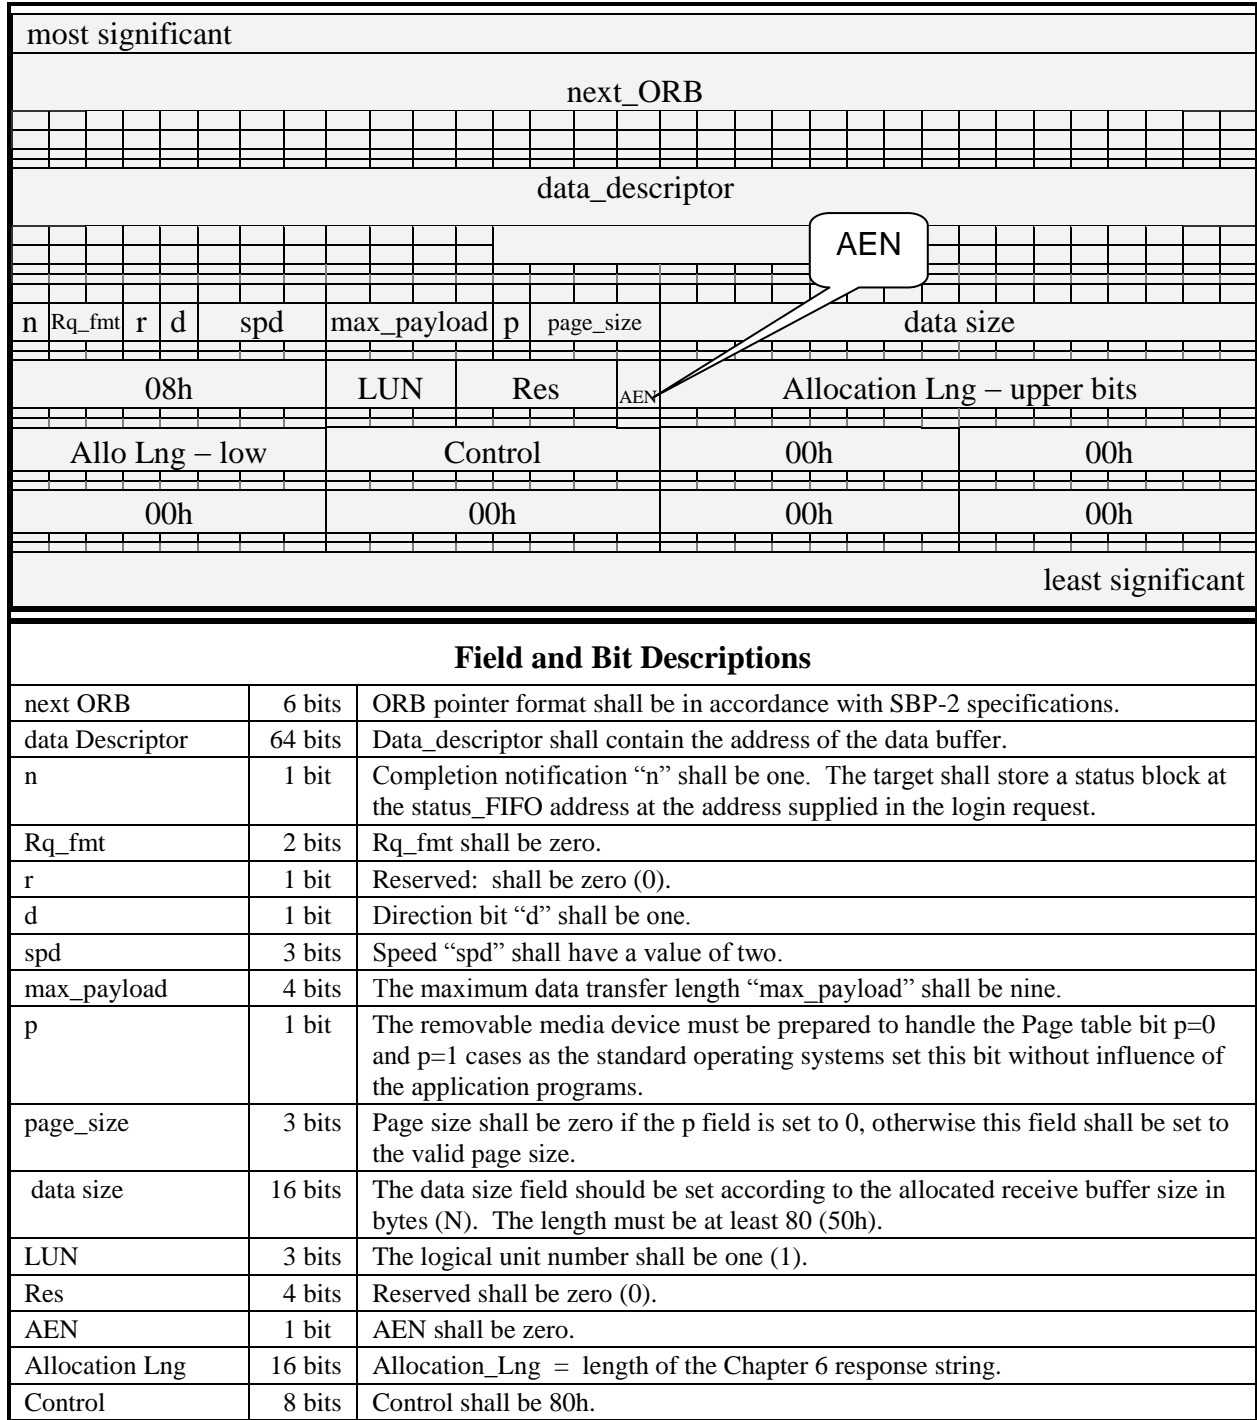 most significant
next_ORB
data_descriptor
AEN
n Rq_fmt r d spd max_payload p page_size data size
08h LUN Res AEN Allocation Lng – upper bits
Allo Lng – low Control 00h 00h
00h 00h 00h 00h
least significant
Field and Bit Descriptions
next ORB 6 bits ORB pointer format shall be in accordance with SBP-2 specifications.
data Descriptor 64 bits Data_descriptor shall contain the address of the data buffer.
n 1 bit Completion notification “n” shall be one. The target shall store a status block at
the status_FIFO address at the address supplied in the login request.
Rq_fmt 2 bits Rq_fmt shall be zero.
r 1 bit Reserved: shall be zero (0).
d 1 bit Direction bit “d” shall be one.
spd 3 bits Speed “spd” shall have a value of two.
max_payload 4 bits The maximum data transfer length “max_payload” shall be nine.
p 1 bit The removable media device must be prepared to handle the Page table bit p=0
and p=1 cases as the standard operating systems set this bit without influence of
the application programs.
page_size 3 bits Page size shall be zero if the p field is set to 0, otherwise this field shall be set to
the valid page size.
data size 16 bits The data size field should be set according to the allocated receive buffer size in
bytes (N). The length must be at least 80 (50h).
LUN 3 bits The logical unit number shall be one (1).
Res 4 bits Reserved shall be zero (0).
AEN 1 bit AEN shall be zero.
Allocation Lng 16 bits Allocation_Lng = length of the Chapter 6 response string.
Control 8 bits Control shall be 80h.